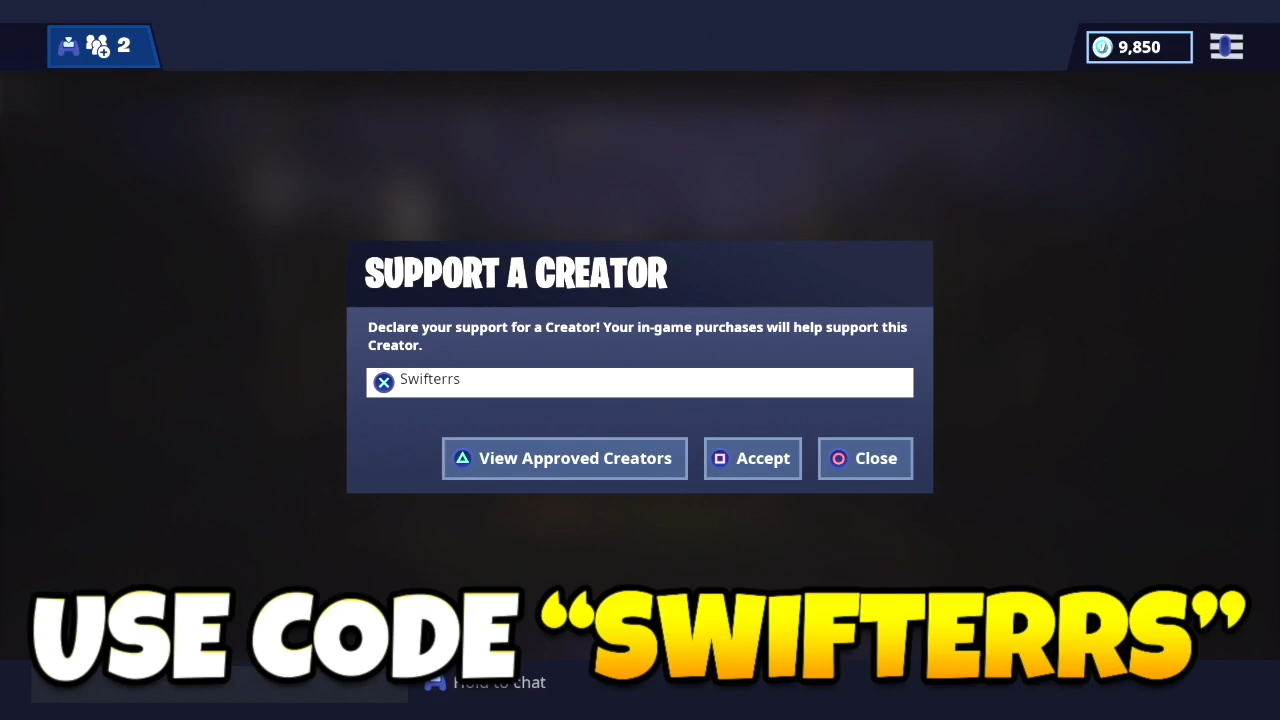 2
9,850
SUPPORT A CREATOR
Declare your support for a Creator! Your in-game purchases will help support this
Creator.
Swifterrs
View Approved Creators
Accept
Close
USE CODE “SWIFTERRS”
Hold to chat